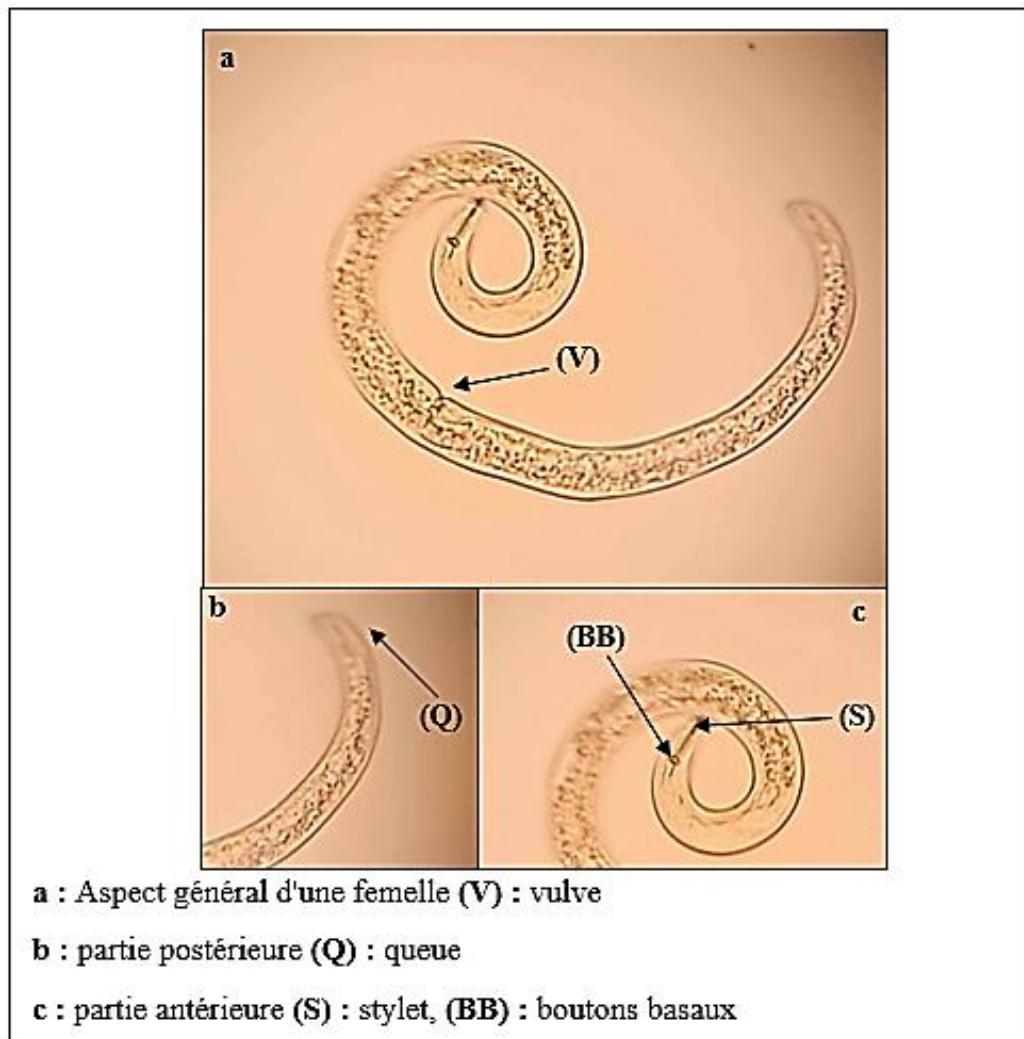 a
(V)
b
(Q)
(BB)
c
(S)
a : Aspect général d'une femelle (V) : vulve
b : partie postérieure (Q) : queue
c : partie antérieure (S) : stylet, (BB) : boutons basaux